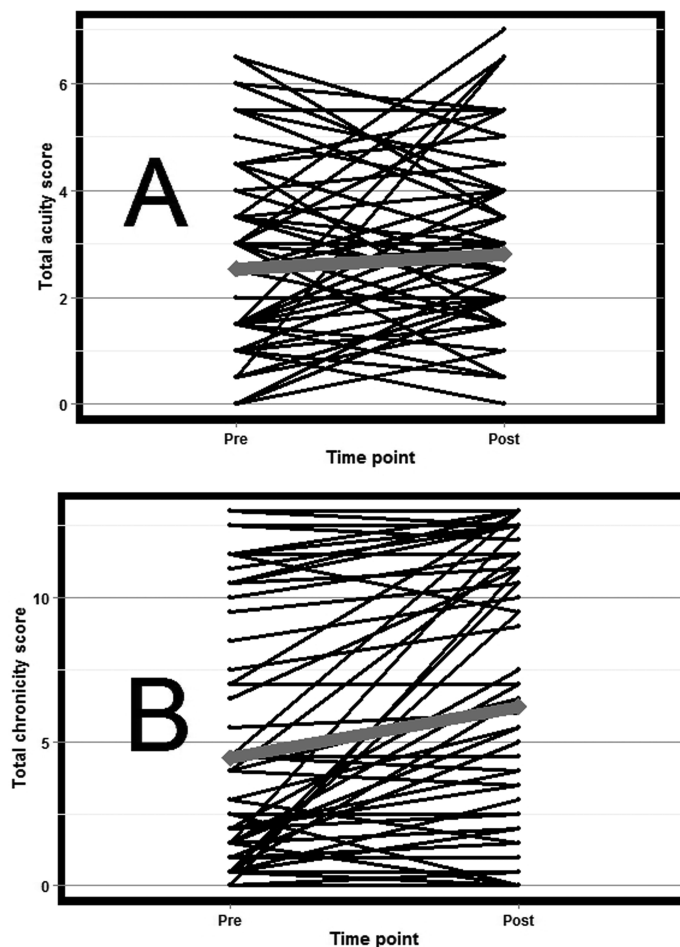 6
4
2
0
Total acuity score
A
Pre
Post
Time point
10
5
0
Total chronicity score
B
Pre
Post
Time point